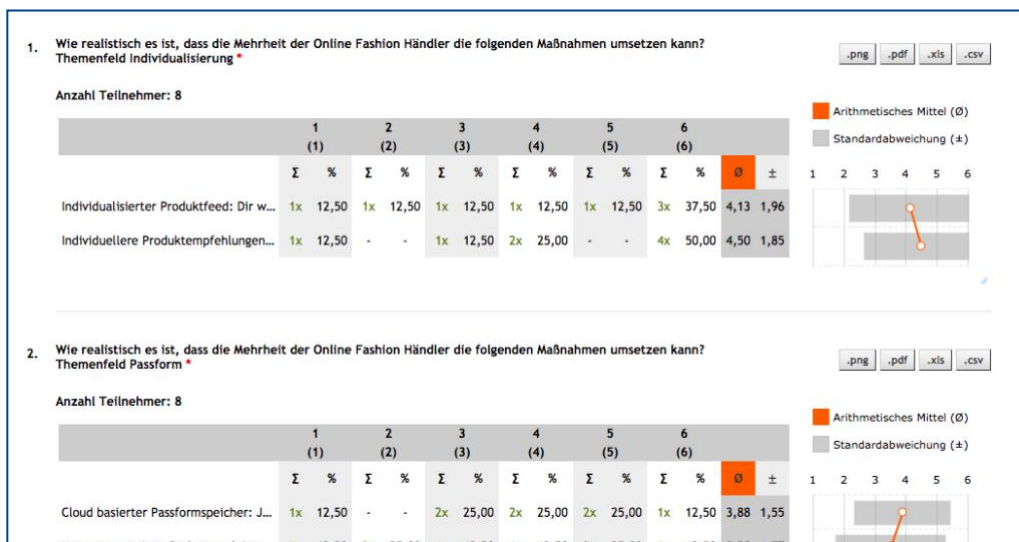 1. Wie realistisch es ist, dass die Mehrheit der Online Fashion Händler die folgenden Maßnahmen umsetzen kann?
Themenfeld Individualisierung *
.png .pdf .xls .csv
Anzahl Teilnehmer: 8
Arithmetisches Mittel (Ø)
Standardabweichung (±)
1 2 3 4 5 6
(1) (2) (3) (4) (5) (6)
Σ % Σ % Σ % Σ % Σ % Σ % Ø ±
1 2 3 4 5 6
Individualisierter Produktfeed: Dir w... 1x 12,50 1x 12,50 1x 12,50 1x 12,50 1x 12,50 3x 37,50 4,13 1,96
Individuellere Produktempfehlungen... 1x 12,50 - - 1x 12,50 2x 25,00 - - 4x 50,00 4,50 1,85
2. Wie realistisch es ist, dass die Mehrheit der Online Fashion Händler die folgenden Maßnahmen umsetzen kann?
Themenfeld Passform *
.png .pdf .xls .csv
Anzahl Teilnehmer: 8
Arithmetisches Mittel (Ø)
Standardabweichung (±)
1 2 3 4 5 6
(1) (2) (3) (4) (5) (6)
Σ % Σ % Σ % Σ % Σ % Σ % Ø ±
1 2 3 4 5 6
Cloud basierter Passformspeicher: J... 1x 12,50 - - 2x 25,00 2x 25,00 2x 25,00 1x 12,50 3,88 1,55